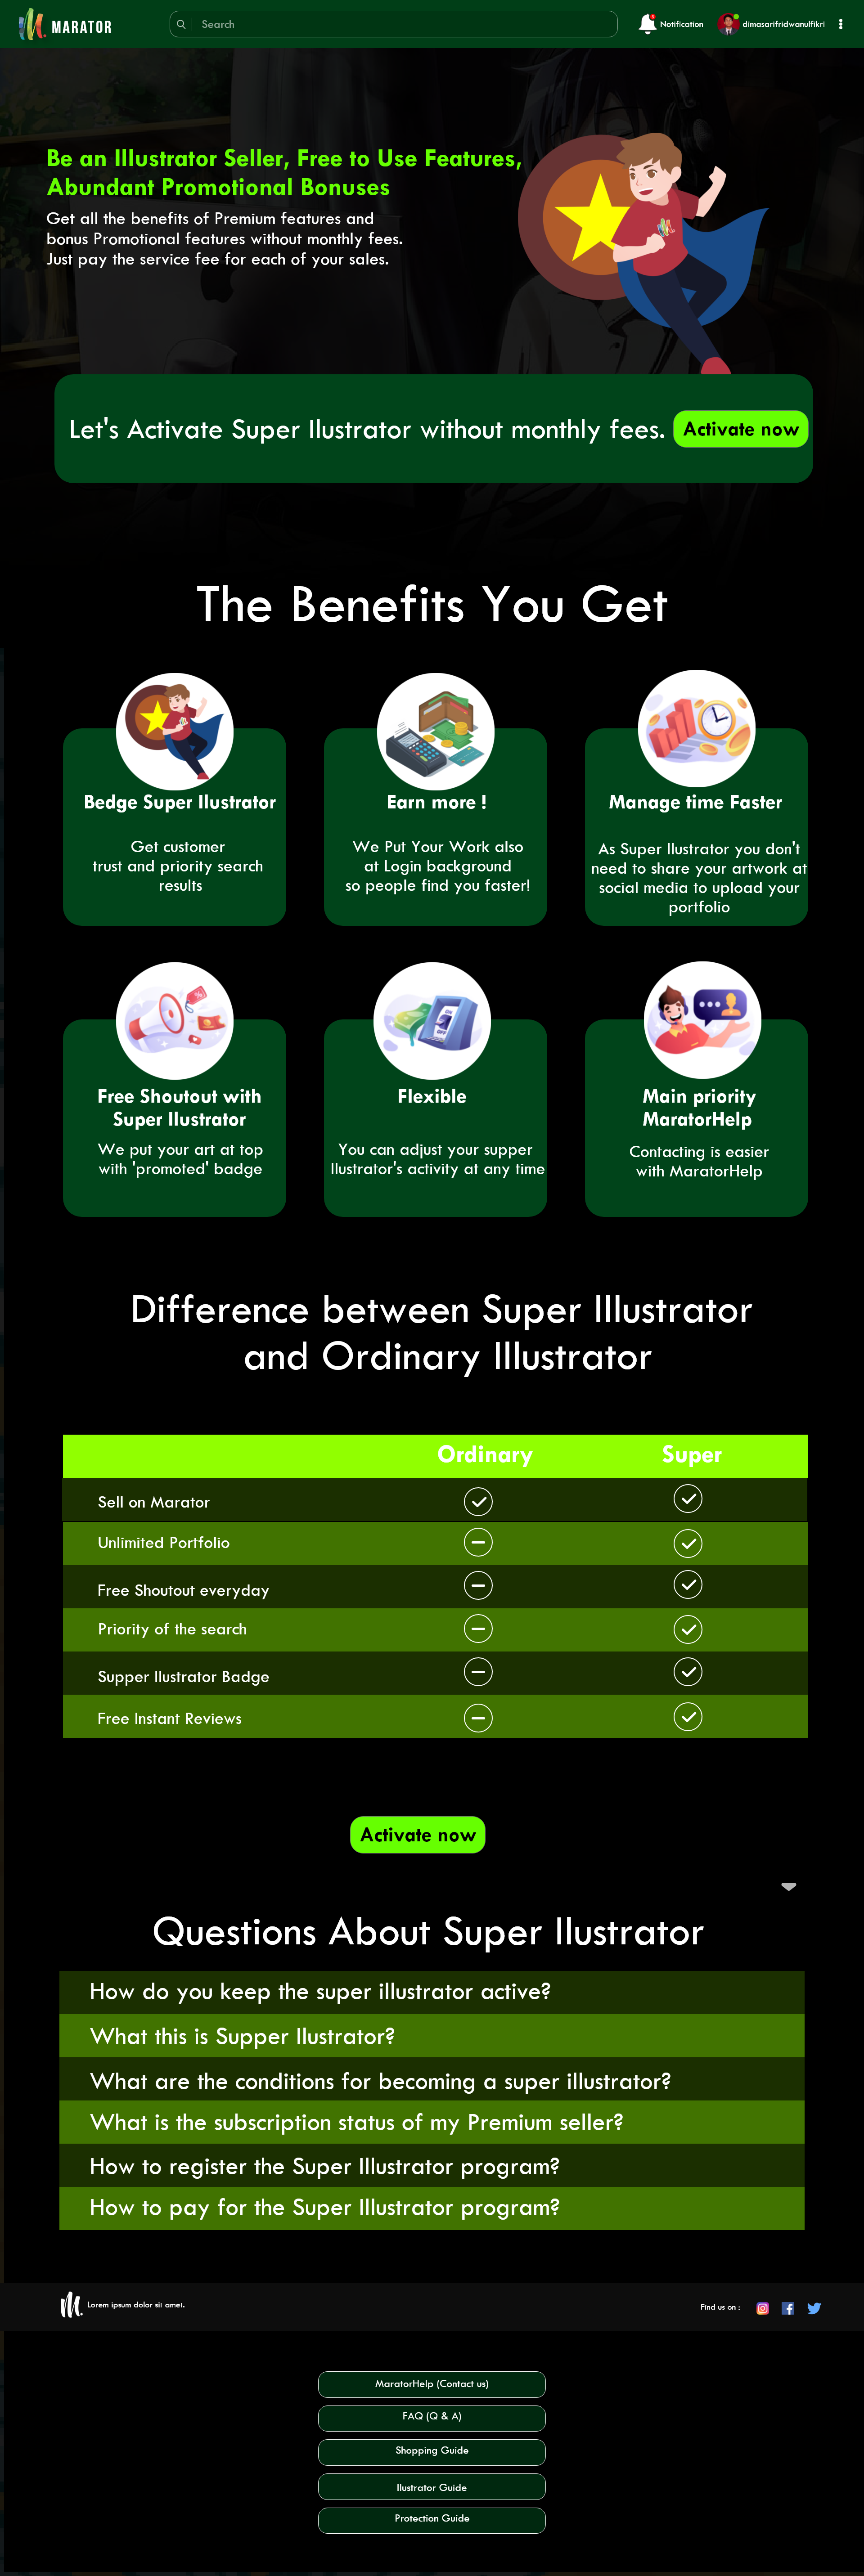 MARATOR
Search
Notification
dimasarifridwanulfikri
Be an Illustrator Seller, Free to Use Features,
Abundant Promotional Bonuses
Get all the benefits of Premium features and
bonus Promotional features without monthly fees.
Just pay the service fee for each of your sales.
Let's Activate Super Ilustrator without monthly fees.
Activate now
The Benefits You Get
Bedge Super Ilustrator
Get customer
trust and priority search
results
Earn more !
We Put Your Work also
at Login background
so people find you faster!
Manage time Faster
As Super Ilustrator you don't
need to share your artwork at
social media to upload your
portfolio
Free Shoutout with
Super Ilustrator
We put your art at top
with 'promoted' badge
Flexible
You can adjust your supper
Ilustrator's activity at any time
Main priority
MaratorHelp
Contacting is easier
with MaratorHelp
Difference between Super Illustrator
and Ordinary Illustrator
Ordinary
Super
Sell on Marator
Unlimited Portfolio
Free Shoutout everyday
Priority of the search
Supper Ilustrator Badge
Free Instant Reviews
Activate now
Questions About Super Ilustrator
How do you keep the super illustrator active?
What this is Supper Ilustrator?
What are the conditions for becoming a super illustrator?
What is the subscription status of my Premium seller?
How to register the Super Illustrator program?
How to pay for the Super Illustrator program?
Lorem ipsum dolor sit amet.
Find us on :
MaratorHelp (Contact us)
FAQ (Q & A)
Shopping Guide
Ilustrator Guide
Protection Guide